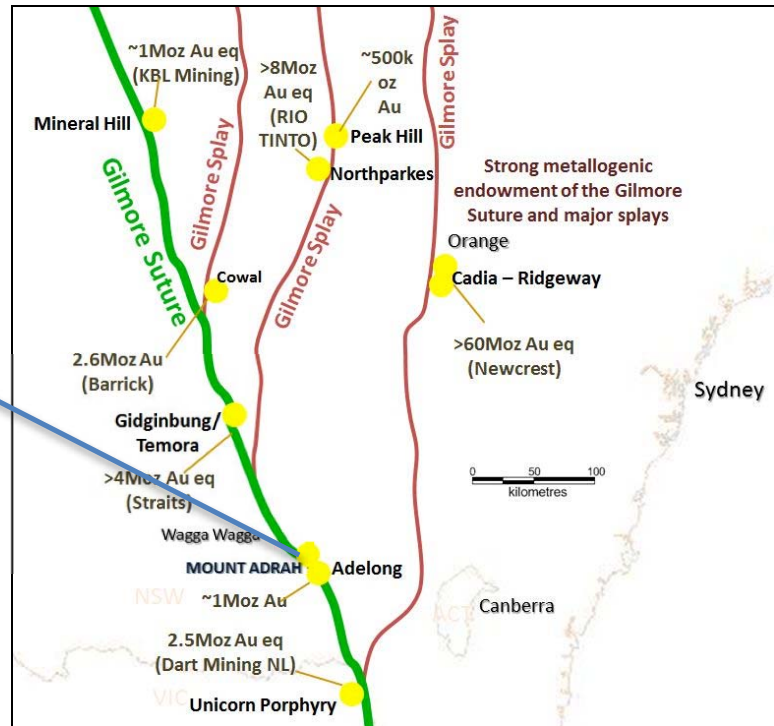 ~1Moz Au eq
(KBL Mining)
Mineral Hill
Gilmore Splay
>8Moz
Au eq
(RIO
TINTO)
~500k
oz
Au
Peak Hill
Northparkes
Gilmore Splay
Gilmore Splay
Strong metallogenic
endowment of the Gilmore
Suture and major splays
Orange
Cadia – Ridgeway
>60Moz Au eq
(Newcrest)
Gilmore Suture
Cowal
2.6Moz Au
(Barrick)
Sydney
Gidginbung/
Temora
>4Moz Au eq
(Straits)
0 50 100
kilometres
Wagga Wagga
MOUNT ADRAH
Adelong
~1Moz Au
NSW
ACT
Canberra
2.5Moz Au eq
(Dart Mining NL)
VIC
Unicorn Porphyry